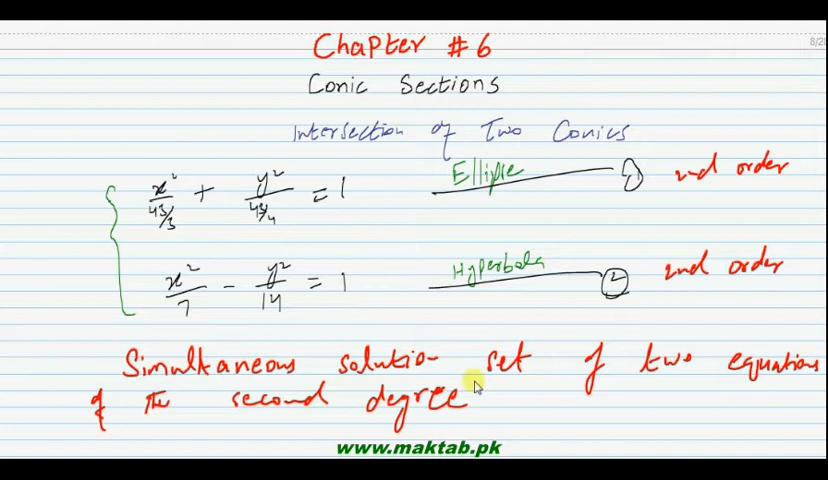 8/20
Chapter # 6
Conic Sections
Intersection of Two Conics
x²/43/3 + y²/43/4 = 1 Ellipse 1 2nd order
x²/7 - y²/14 = 1 Hyperbola 2 2nd order
Simultaneous solution set of two equations
of the second degree
www.maktab.pk